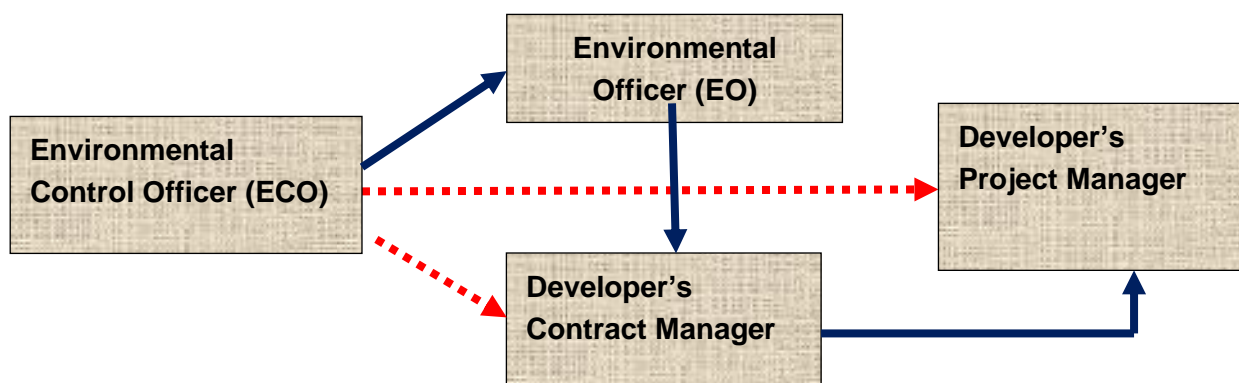 Environmental
Officer (EO)
Environmental
Control Officer (ECO)
Developer’s
Project Manager
Developer’s
Contract Manager